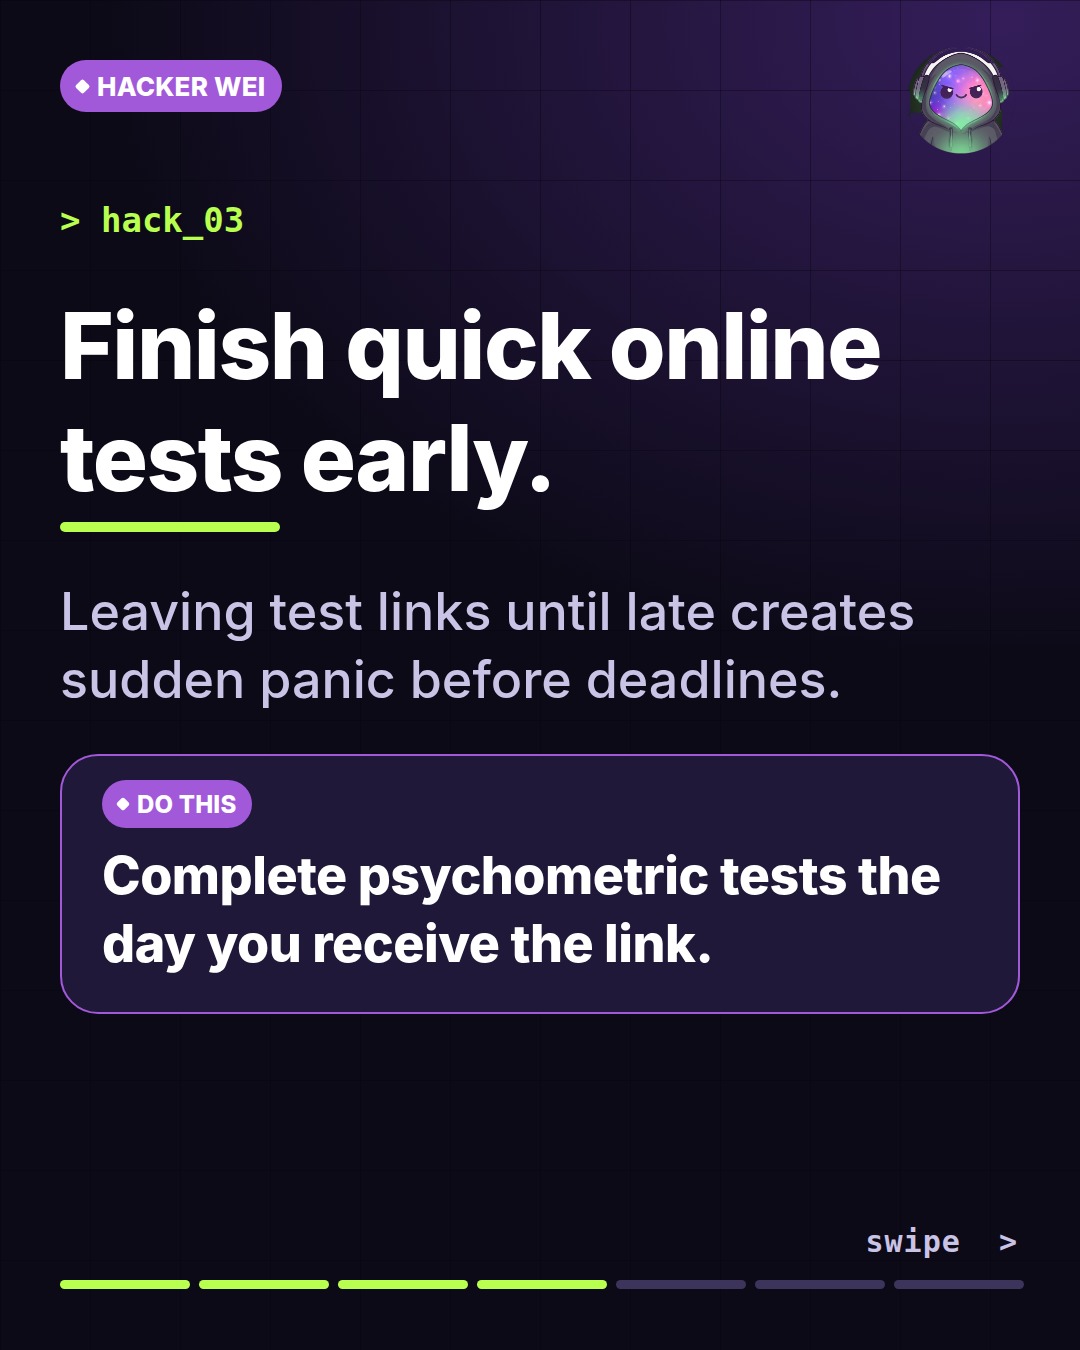 HACKER WEI
> hack_03
Finish quick online
tests early.
Leaving test links until late creates
sudden panic before deadlines.
DO THIS
Complete psychometric tests the
day you receive the link.
swipe >